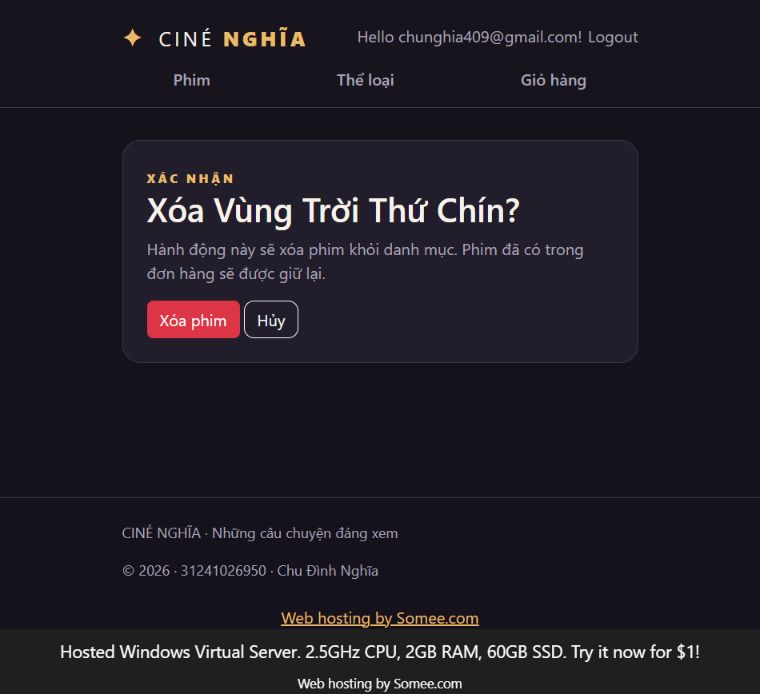 ✦ CINÉ NGHĨA
Hello chunghia409@gmail.com! Logout
Phim Thể loại Giỏ hàng
XÁC NHẬN
Xóa Vùng Trời Thứ Chín?
Hành động này sẽ xóa phim khỏi danh mục. Phim đã có trong
đơn hàng sẽ được giữ lại.
Xóa phim Hủy
CINÉ NGHĨA · Những câu chuyện đáng xem
© 2026 · 31241026950 · Chu Đình Nghĩa
Web hosting by Somee.com
Hosted Windows Virtual Server. 2.5GHz CPU, 2GB RAM, 60GB SSD. Try it now for $1!
Web hosting by Somee.com